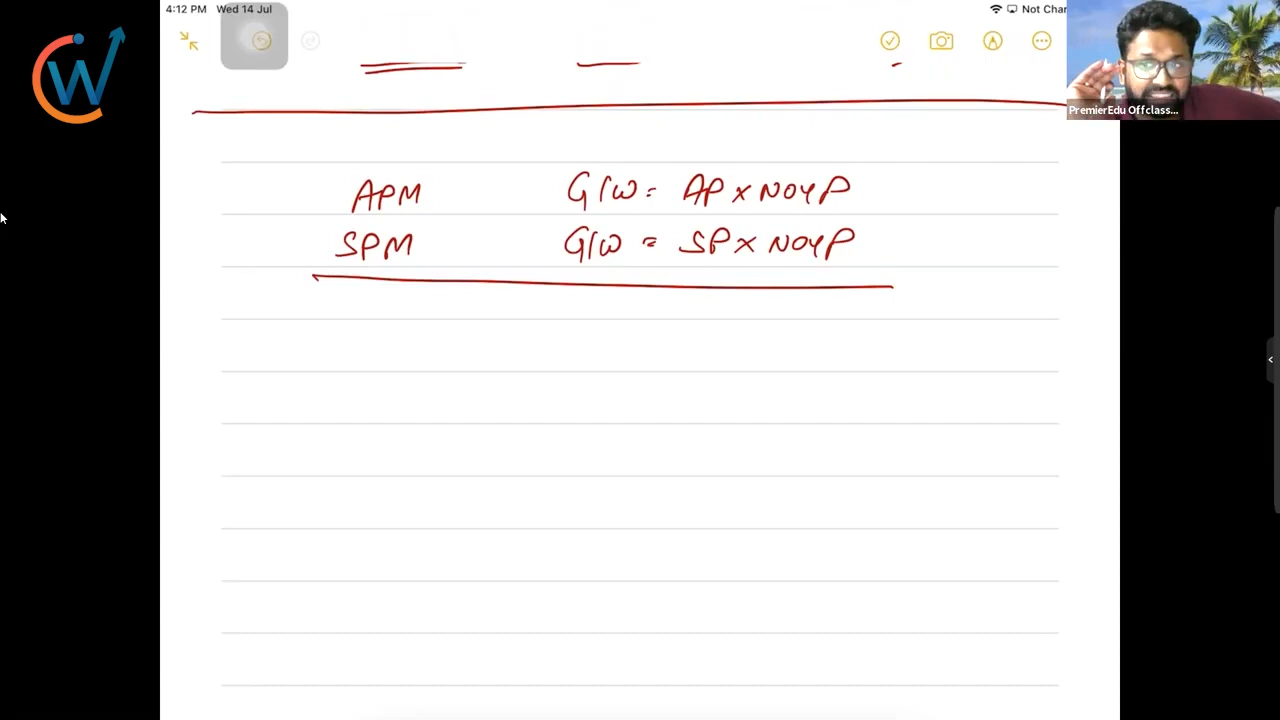 4:12 PM Wed 14 Jul
Not Char
W
PremierEdu Offclass...
APM G/W = AP x NOYP
SPM G/W = SP x NOYP